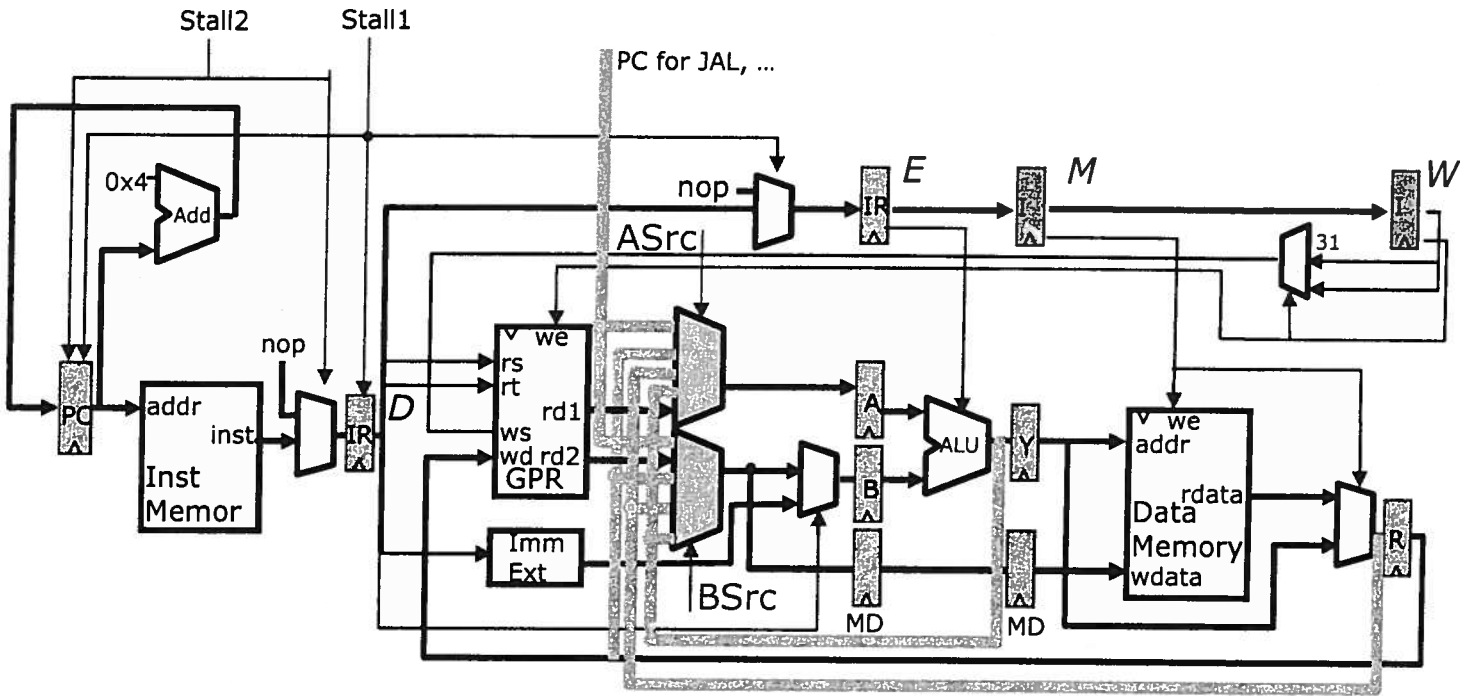 Stall2
Stall1
PC for JAL, ...
0x4
Add
nop
IR
E
I
M
I
W
31
ASrc
nop
we
rs
rt
rd1
ws
wd rd2
GPR
PC
addr
inst
Inst
Memor
IR
D
A
B
ALU
Y
we
addr
rdata
Data
Memory
wdata
R
Imm
Ext
BSrc
MD
MD